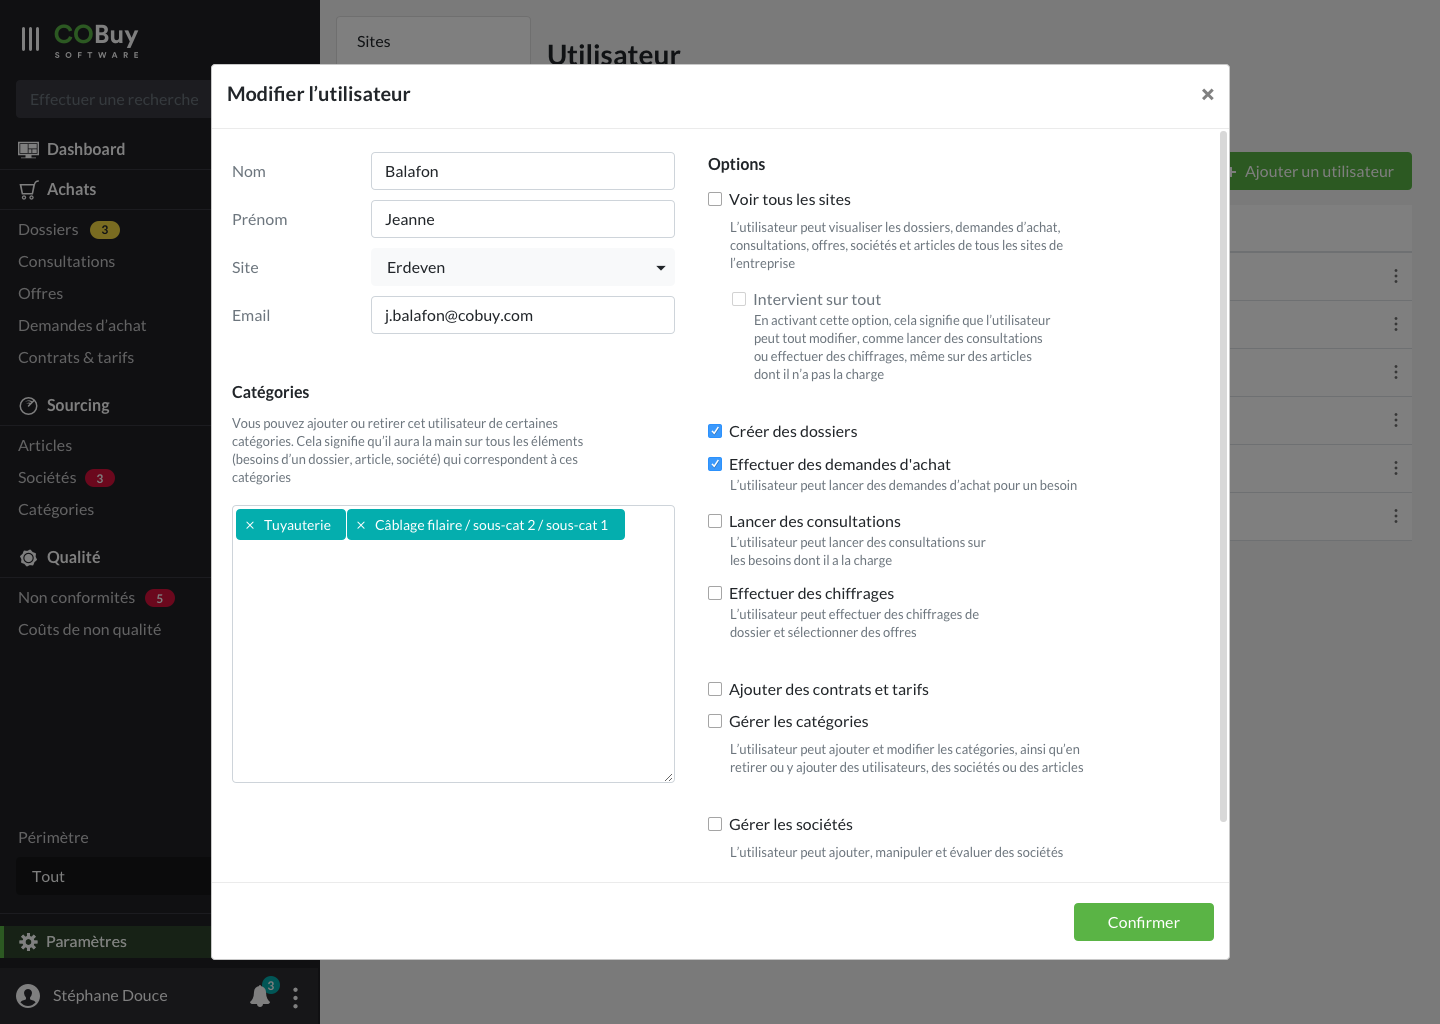 COBuy
SOFTWARE
Effectuer une recherche
Dashboard
Achats
Dossiers 3
Consultations
Offres
Demandes d'achat
Contrats & tarifs
Sourcing
Articles
Sociétés 3
Catégories
Qualité
Non conformités 5
Coûts de non qualité
Périmètre
Tout
Paramètres
Stéphane Douce 3
Sites
Utilisateur
+ Ajouter un utilisateur
Modifier l’utilisateur
×
Nom Balafon
Prénom Jeanne
Site Erdeven
Email j.balafon@cobuy.com
Catégories
Vous pouvez ajouter ou retirer cet utilisateur de certaines
catégories. Cela signifie qu’il aura la main sur tous les éléments
(besoins d’un dossier, article, société) qui correspondent à ces
catégories
× Tuyauterie × Câblage filaire / sous-cat 2 / sous-cat 1
Options
Voir tous les sites
L’utilisateur peut visualiser les dossiers, demandes d’achat,
consultations, offres, sociétés et articles de tous les sites de
l’entreprise
Intervient sur tout
En activant cette option, cela signifie que l’utilisateur
peut tout modifier, comme lancer des consultations
ou effectuer des chiffrages, même sur des articles
dont il n’a pas la charge
Créer des dossiers
Effectuer des demandes d'achat
L’utilisateur peut lancer des demandes d’achat pour un besoin
Lancer des consultations
L’utilisateur peut lancer des consultations sur
les besoins dont il a la charge
Effectuer des chiffrages
L’utilisateur peut effectuer des chiffrages de
dossier et sélectionner des offres
Ajouter des contrats et tarifs
Gérer les catégories
L’utilisateur peut ajouter et modifier les catégories, ainsi qu’en
retirer ou y ajouter des utilisateurs, des sociétés ou des articles
Gérer les sociétés
L’utilisateur peut ajouter, manipuler et évaluer des sociétés
Confirmer